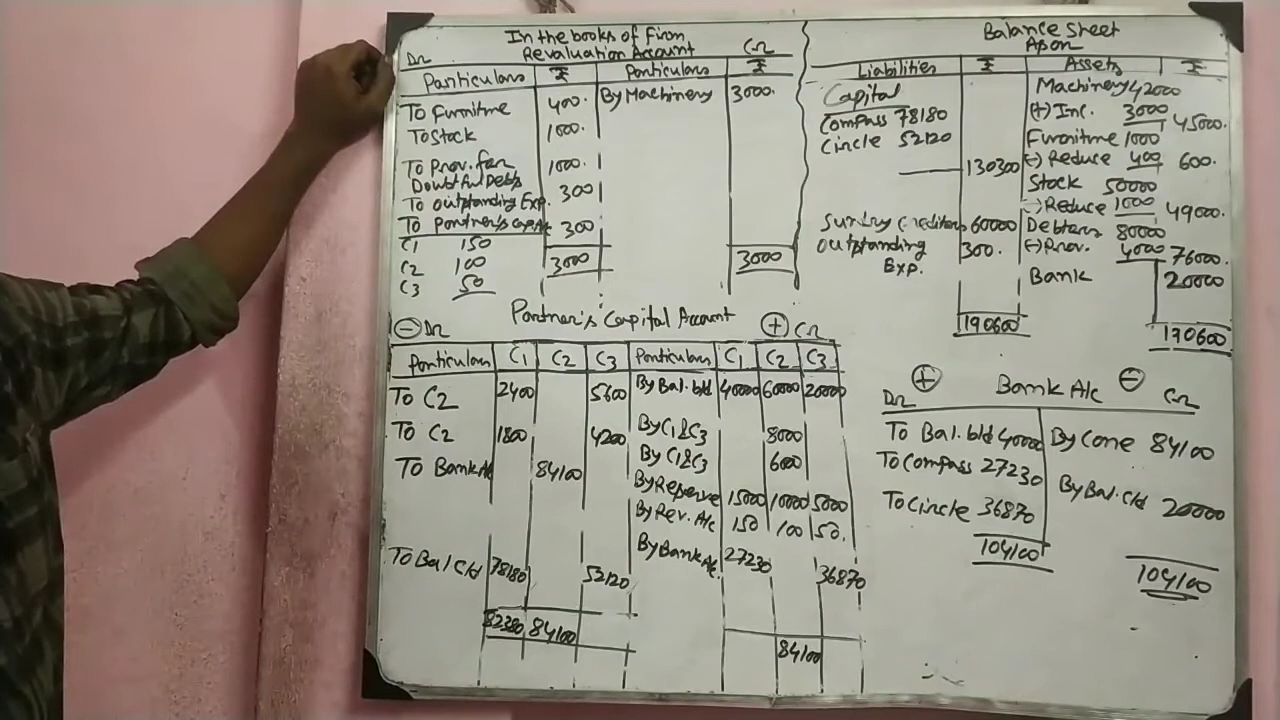 In the books of Firm
Dr Revaluation Account Cr
Particulars ₹ Particulars ₹
To Furniture 400. By Machinery 3000.
To Stock 1000.
To Prov. for 1000.
Doubtful Debts
To outstanding Exp. 300
To partner's cap A/c 300
C1 150
C2 100 3000 3000
C3 50
Balance Sheet
As on
Liabilities ₹ Assets ₹
Capital Machinery 42000
Compass 78180 (+) Inc. 3000 45000.
Circle 52120 Furniture 1000
130300 (-) Reduce 400 600.
Stock 50000
(-) Reduce 1000 49000.
Sundry Creditors 60000 Debtors 80000
Outstanding 300. (-) Prov. 4000 76000.
Exp. Bank 20000
190600 190600
Partner's Capital Account
(-) Dr (+) Cr
Particulars C1 C2 C3 Particulars C1 C2 C3
To C2 2400 5600 By Bal. b/d 40000 60000 20000
To C2 1800 4200 By C1 & C3 8000
By C1 & C3 6000
To Bank A/c 84100
By Reserve 15000 10000 5000
By Rev. A/c 150 100 50.
By Bank A/c 27230 36870
To Bal c/d 78180 52120
82380 84100
84100
(+) Bank A/c (-)
Dr Cr
To Bal. b/d 40000 By Cone 84100
To Compass 27230
By Bal. c/d 20000
To Circle 36870
104100 104100